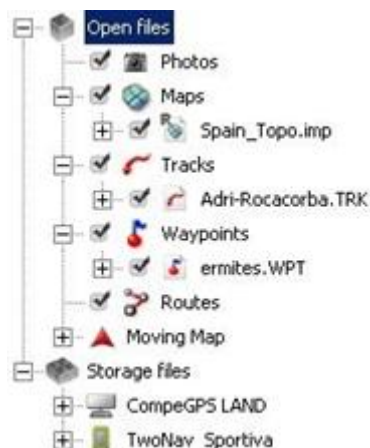 Open files
Photos
Maps
Spain_Topo.imp
Tracks
Adri-Rocacorba.TRK
Waypoints
ermites.WPT
Routes
Moving Map
Storage files
CompeGPS LAND
TwoNav Sportiva